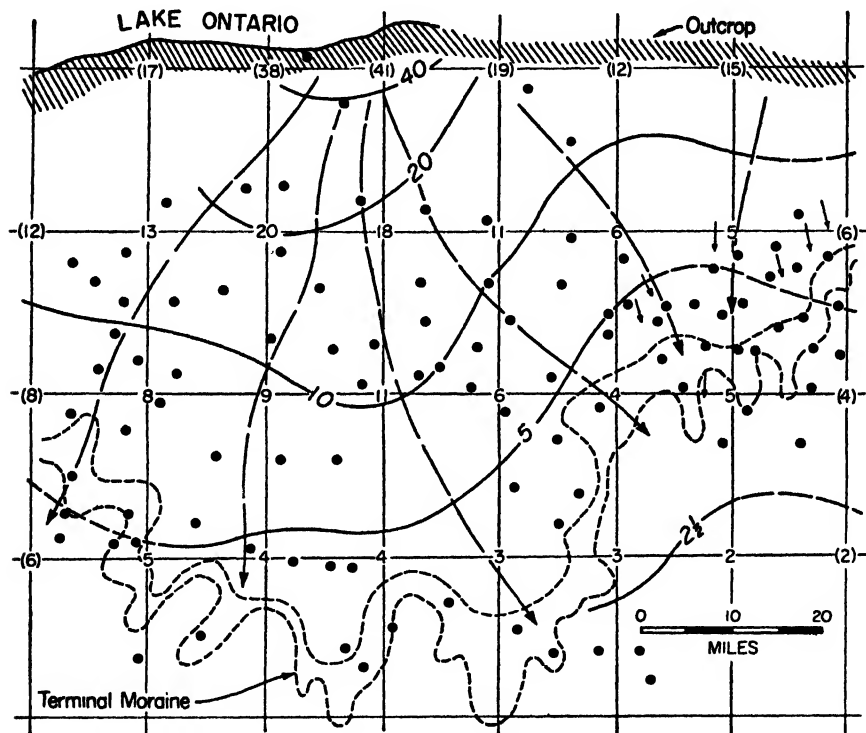 LAKE ONTARIO
Outcrop
(17) (38) (41) (19) (12) (15)
40
20
(12) 13 20 18 11 6 5 (6)
(8) 8 9 10 11 6 4 5 (4)
5
2½
(6) 5 4 4 3 3 2 (2)
0 10 20
MILES
Terminal Moraine